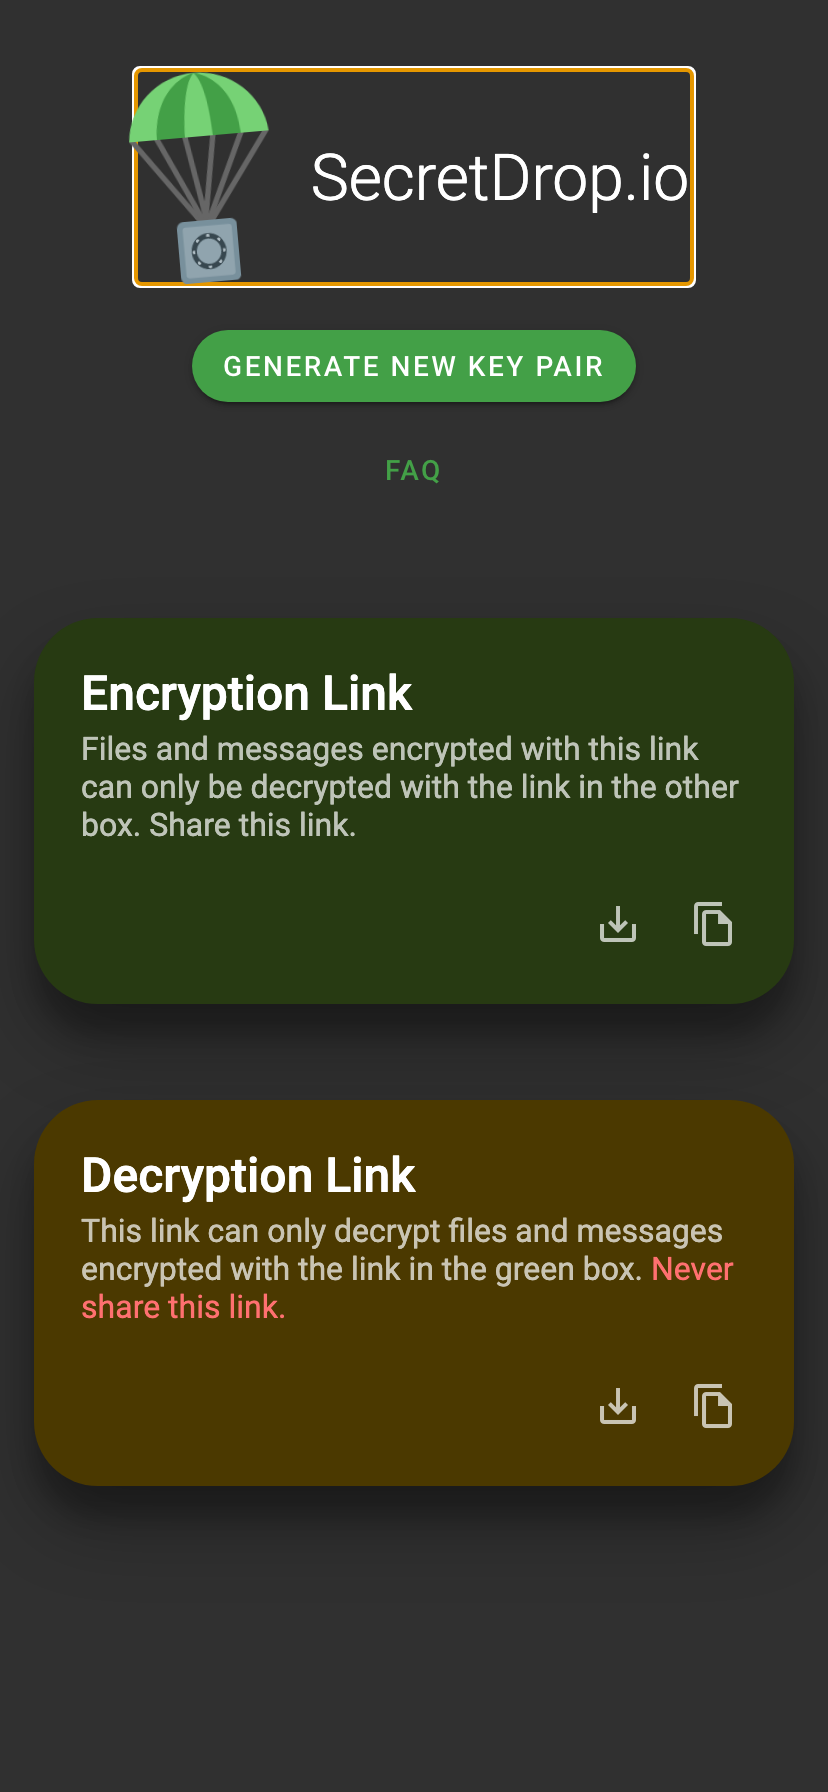 SecretDrop.io
GENERATE NEW KEY PAIR
FAQ
Encryption Link
Files and messages encrypted with this link
can only be decrypted with the link in the other
box. Share this link.
Decryption Link
This link can only decrypt files and messages
encrypted with the link in the green box. Never
share this link.